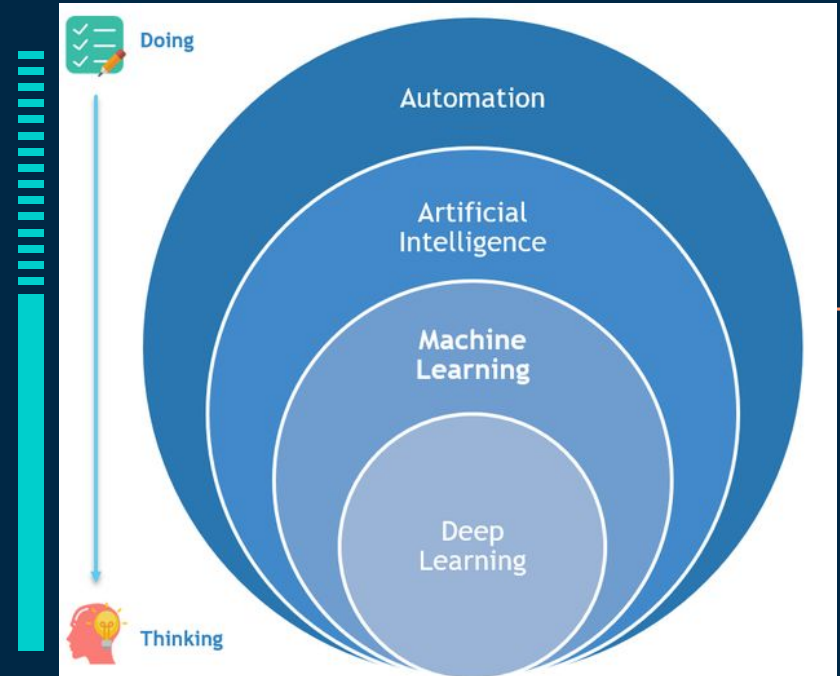 Doing
Automation
Artificial
Intelligence
Machine
Learning
Deep
Learning
Thinking